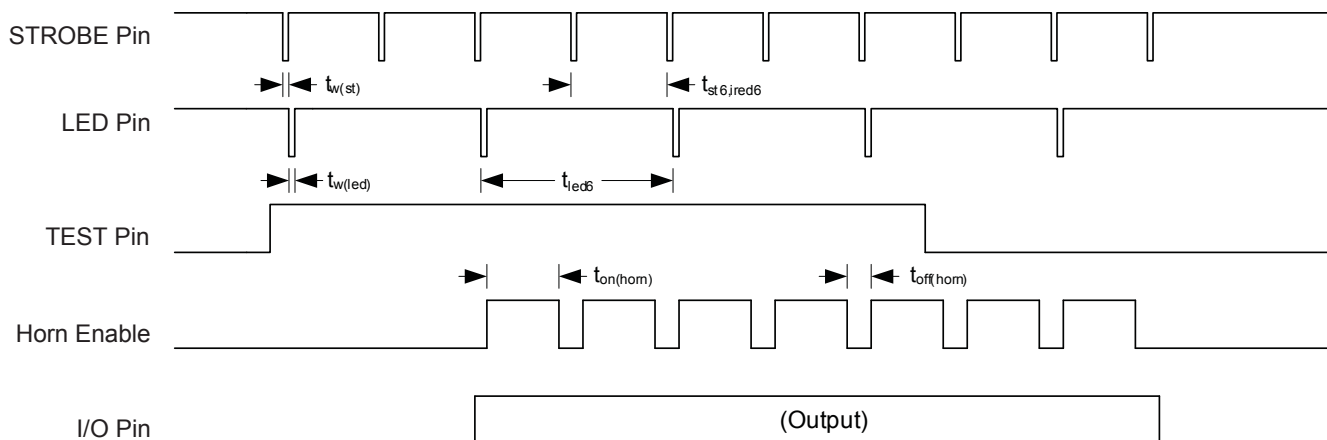 STROBE Pin
tw(st)
tst6,ired6
LED Pin
tw(led)
tled6
TEST Pin
ton(horn)
toff(horn)
Horn Enable
(Output)
I/O Pin